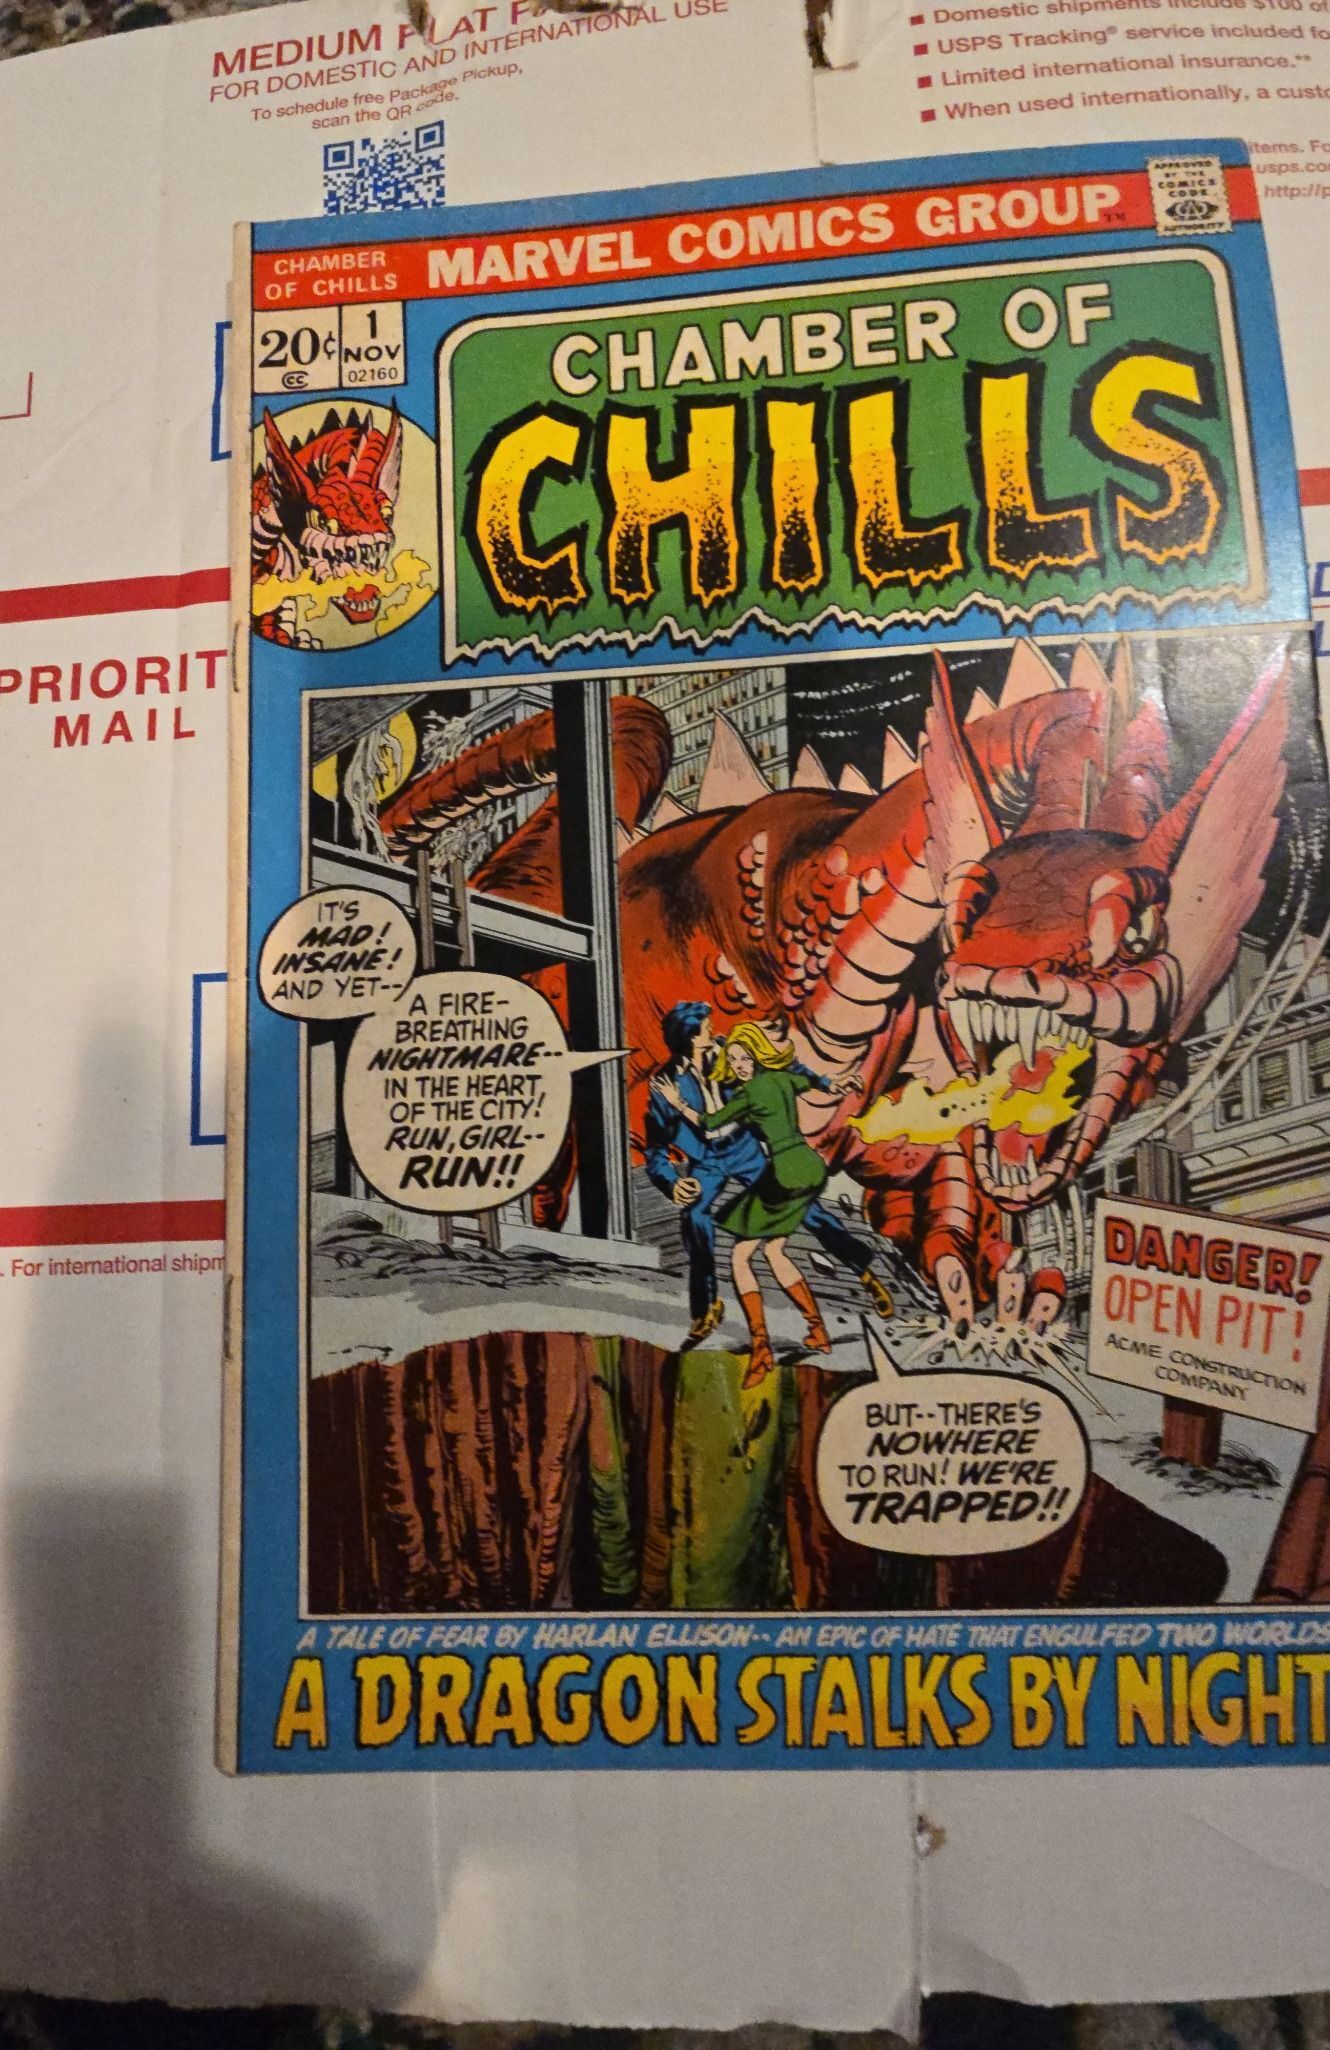 MEDIUM FLAT
FOR DOMESTIC AND INTERNATIONAL USE
To schedule free Package Pickup,
scan the QR code.
Domestic shipments include $100 of
USPS Tracking® service included fo
Limited international insurance.**
When used internationally, a custo
items. Fo
usps.co
http://p
PRIORIT
MAIL
. For international shipm
CHAMBER
OF CHILLS
MARVEL COMICS GROUP™
APPROVED
BY THE
COMICS
CODE
CA
AUTHORITY
20¢
CC
1
NOV
02160
CHAMBER OF
CHILLS
IT'S
MAD!
INSANE!
AND YET--
A FIRE-
BREATHING
NIGHTMARE--
IN THE HEART
OF THE CITY!
RUN, GIRL--
RUN!!
DANGER!
OPEN PIT!
ACME CONSTRUCTION
COMPANY
BUT--THERE'S
NOWHERE
TO RUN! WE'RE
TRAPPED!!
A TALE OF FEAR BY HARLAN ELLISON-- AN EPIC OF HATE THAT ENGULFED TWO WORLDS
A DRAGON STALKS BY NIGHT